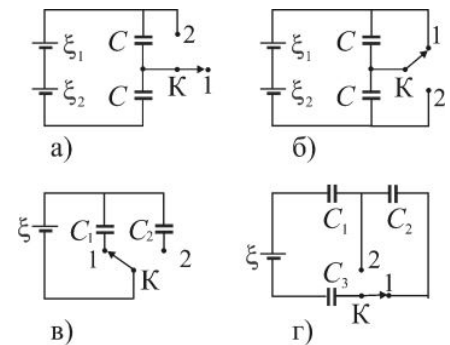 ξ₁ C 2
ξ₂ C К 1
а)
ξ₁ C 1
ξ₂ C К 2
б)
ξ C₁ C₂
1 2
К
в)
C₁ C₂
ξ 2
C₃ 1
К
г)